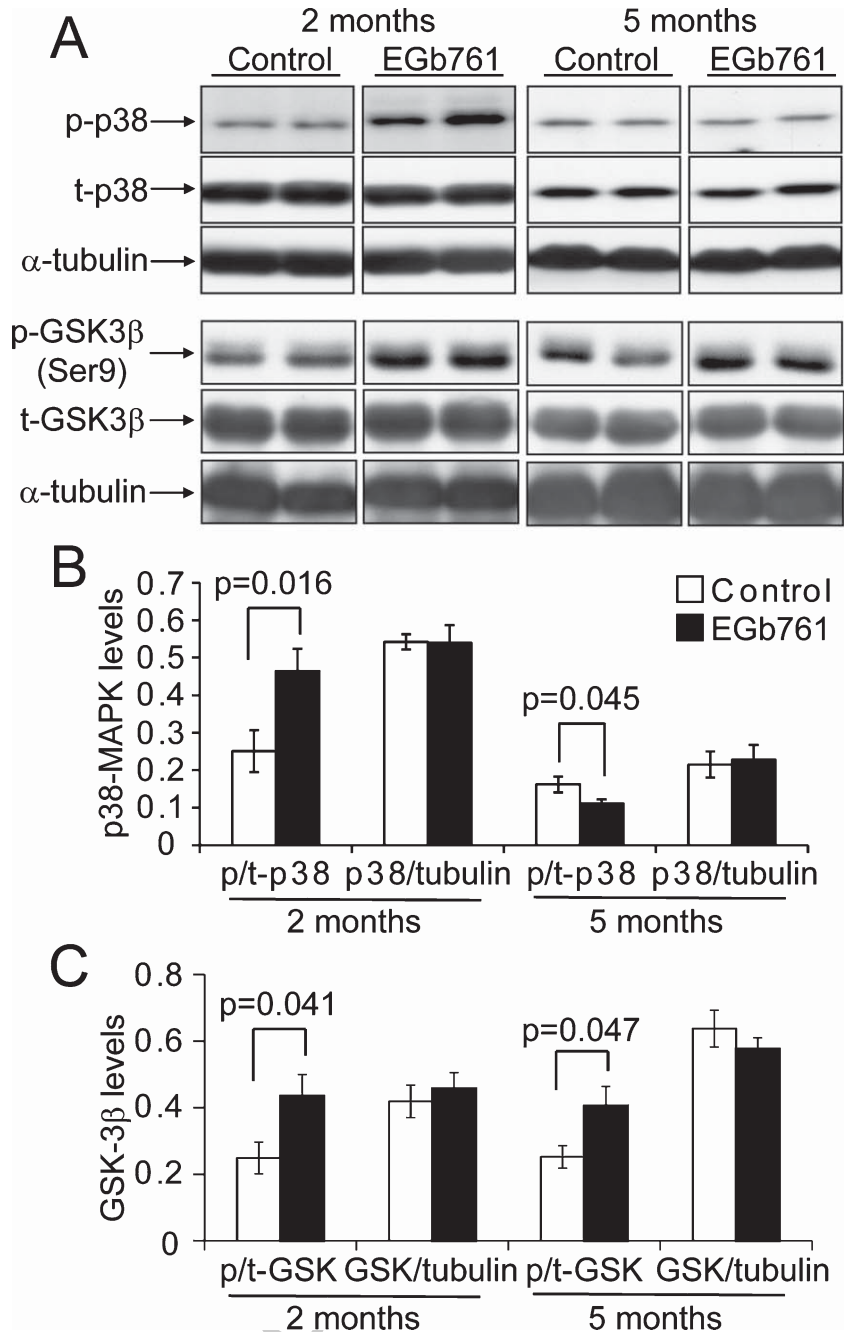 A
2 months 5 months
Control EGb761 Control EGb761
p-p38
t-p38
α-tubulin
p-GSK3β
(Ser9)
t-GSK3β
α-tubulin
B
p38-MAPK levels
0.7
0.6
0.5
0.4
0.3
0.2
0.1
0
p=0.016
p=0.045
Control
EGb761
p/t-p38 p38/tubulin p/t-p38 p38/tubulin
2 months 5 months
C
GSK-3β levels
0.8
0.6
0.4
0.2
0
p=0.041
p=0.047
p/t-GSK GSK/tubulin p/t-GSK GSK/tubulin
2 months 5 months